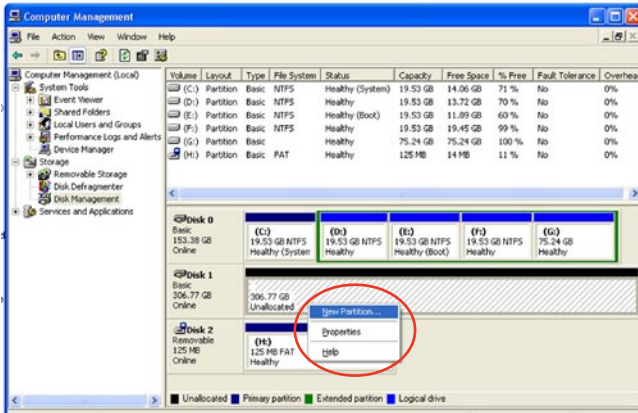 Computer Management
File Action View Window Help
Computer Management (Local)
System Tools
Event Viewer
Shared Folders
Local Users and Groups
Performance Logs and Alerts
Device Manager
Storage
Removable Storage
Disk Defragmenter
Disk Management
Services and Applications
Volume Layout Type File System Status Capacity Free Space % Free Fault Tolerance Overhead
(C:) Partition Basic NTFS Healthy (System) 19.53 GB 14.06 GB 71 % No 0%
(D:) Partition Basic NTFS Healthy 19.53 GB 13.72 GB 70 % No 0%
(E:) Partition Basic NTFS Healthy (Boot) 19.53 GB 11.89 GB 60 % No 0%
(F:) Partition Basic NTFS Healthy 19.53 GB 19.45 GB 99 % No 0%
(G:) Partition Basic Healthy 75.24 GB 75.24 GB 100 % No 0%
(H:) Partition Basic FAT Healthy 125 MB 14 MB 11 % No 0%
Disk 0
Basic
153.38 GB
Online
(C:)
19.53 GB NTFS
Healthy (System
(D:)
19.53 GB NTFS
Healthy
(E:)
19.53 GB NTFS
Healthy (Boot)
(F:)
19.53 GB NTFS
Healthy
(G:)
75.24 GB
Healthy
Disk 1
Basic
306.77 GB
Online
306.77 GB
Unallocated
New Partition...
Properties
Help
Disk 2
Removable
125 MB
Online
(H:)
125 MB FAT
Healthy
Unallocated Primary partition Extended partition Logical drive